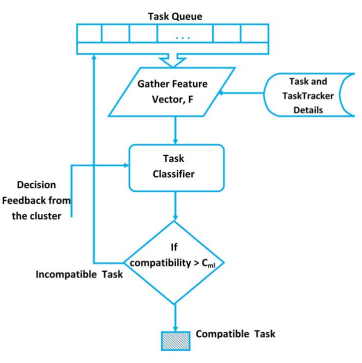 Task Queue
. . .
Gather Feature
Vector, F
Task and
TaskTracker
Details
Task
Classifier
Decision
Feedback from
the cluster
If
compatibility > Cml
Incompatible Task
Compatible Task